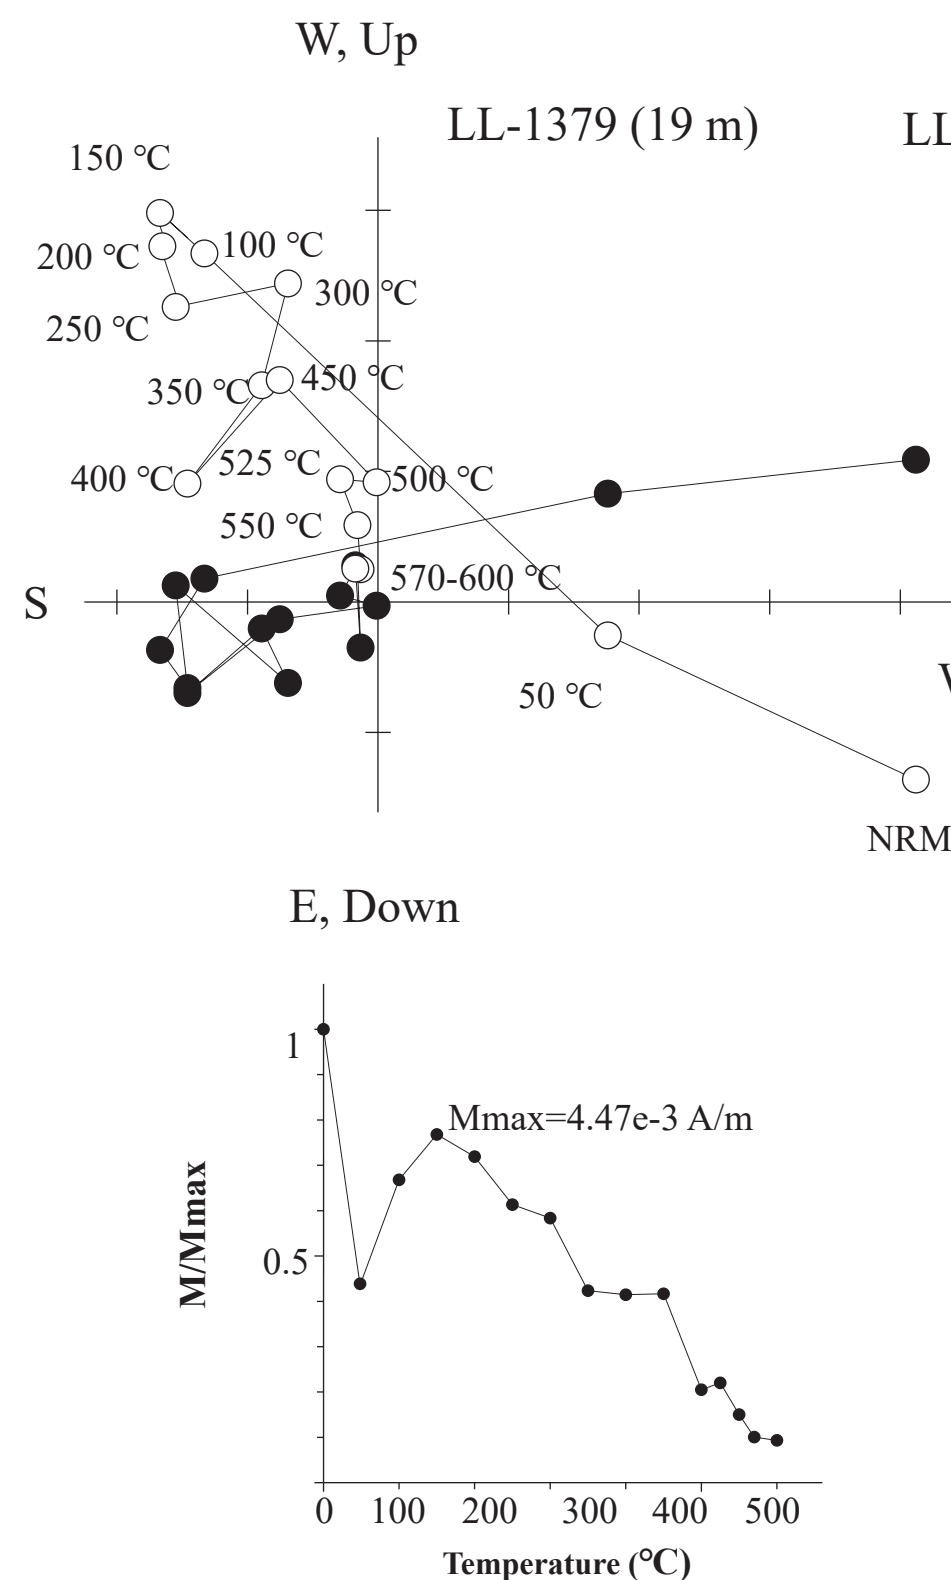 W, Up
LL-1379 (19 m)
LL
150 °C
100 °C
200 °C
300 °C
250 °C
350 °C
450 °C
525 °C
400 °C
500 °C
550 °C
570-600 °C
S
50 °C
NRM
E, Down
1
Mmax=4.47e-3 A/m
M/Mmax
0.5
0 100 200 300 400 500
Temperature (°C)